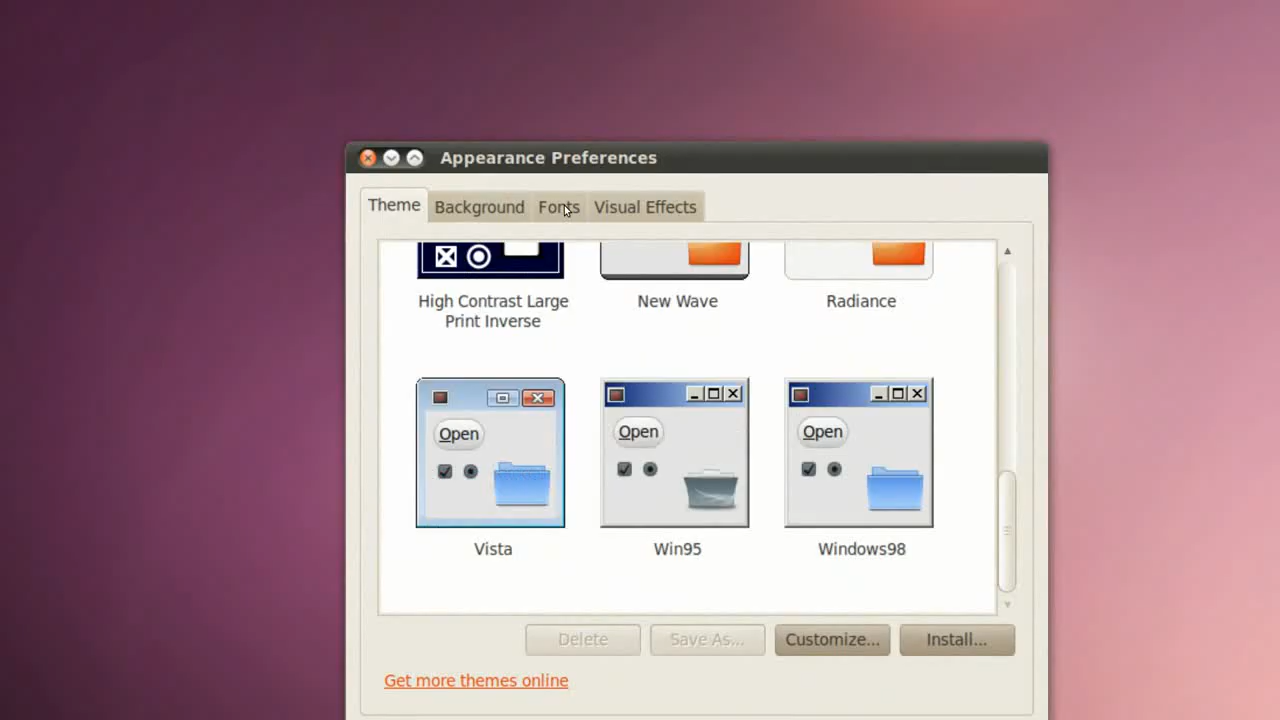 Appearance Preferences
Theme Background Fonts Visual Effects
High Contrast Large
Print Inverse
New Wave
Radiance
Open
Open
Open
Vista
Win95
Windows98
Delete Save As... Customize... Install...
Get more themes online